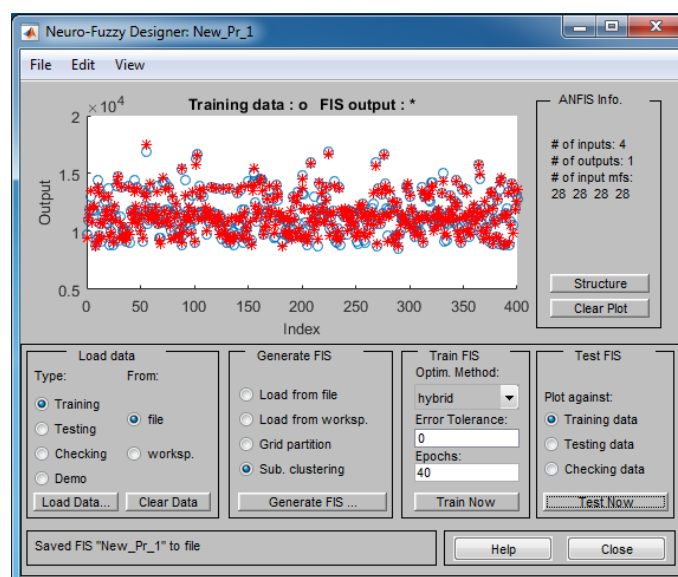 Neuro-Fuzzy Designer: New_Pr_1
File Edit View
× 10^4
Training data : o FIS output : *
2
1.5
1
0.5
Output
0 50 100 150 200 250 300 350 400
Index
ANFIS Info.
# of inputs: 4
# of outputs: 1
# of input mfs:
28 28 28 28
Structure
Clear Plot
Load data
Type: From:
Training
file
Testing
Checking
worksp.
Demo
Load Data... Clear Data
Generate FIS
Load from file
Load from worksp.
Grid partition
Sub. clustering
Generate FIS ...
Train FIS
Optim. Method:
hybrid
Error Tolerance:
0
Epochs:
40
Train Now
Test FIS
Plot against:
Training data
Testing data
Checking data
Test Now
Saved FIS "New_Pr_1" to file
Help Close